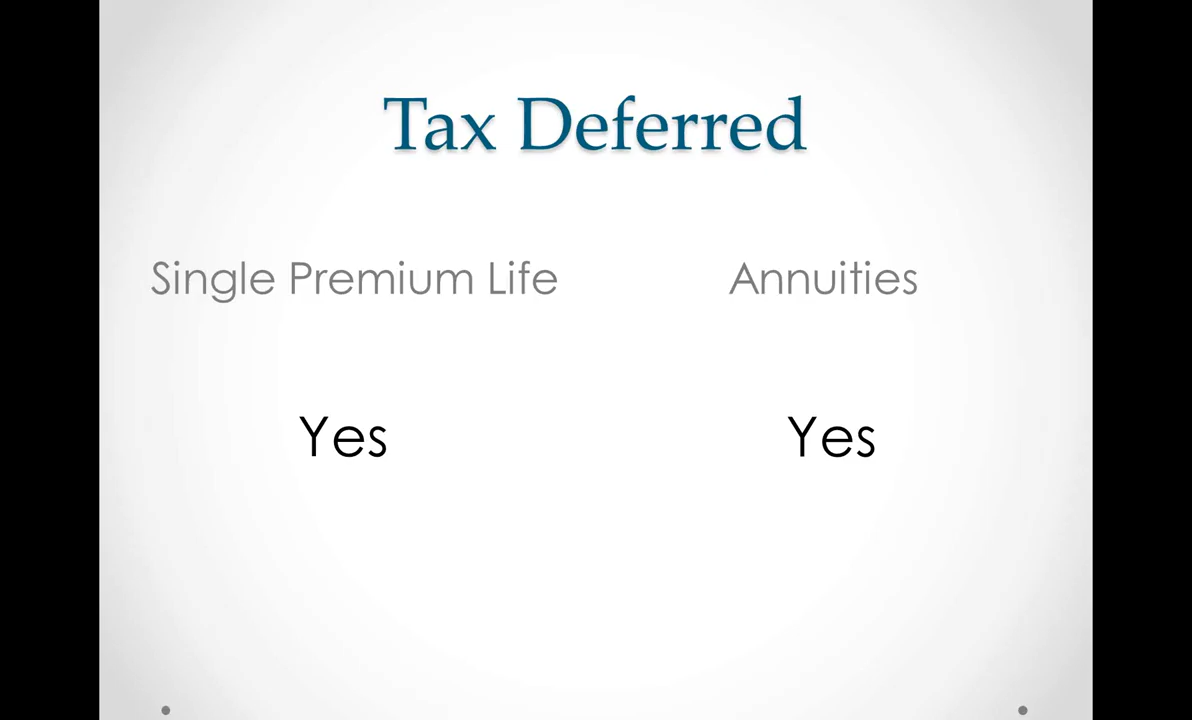 Tax Deferred
Single Premium Life
Annuities
Yes
Yes